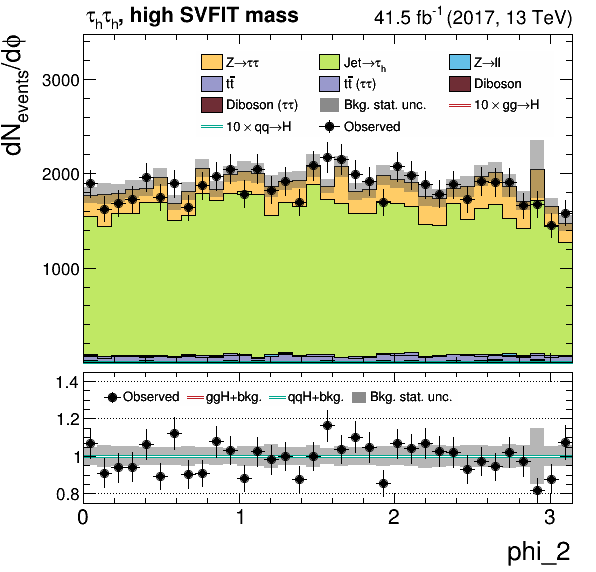 τhτh, high SVFIT mass 41.5 fb⁻¹ (2017, 13 TeV)
dNevents/dϕ
3000
2000
1000
Z→ττ Jet→τh Z→ll
tt̄ tt̄ (ττ) Diboson
Diboson (ττ) Bkg. stat. unc. 10 × gg→H
10 × qq→H Observed
1.4
1.2
1
0.8
Observed ggH+bkg. qqH+bkg. Bkg. stat. unc.
0 1 2 3
phi_2